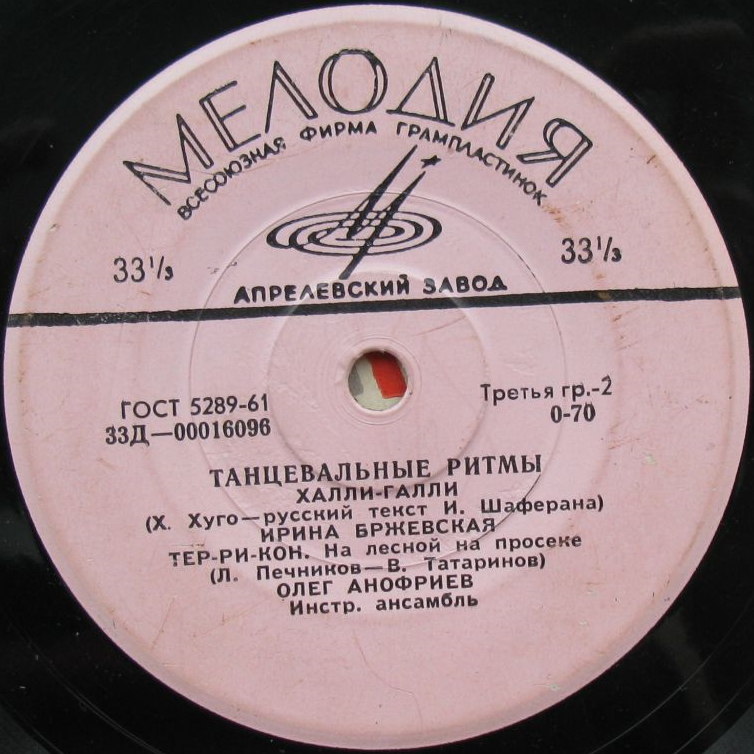 МЕЛОДИЯ
ВСЕСОЮЗНАЯ ФИРМА ГРАМПЛАСТИНОК
33⅓
33⅓
АПРЕЛЕВСКИЙ ЗАВОД
ГОСТ 5289-61
Третья гр.-2
33Д—00016096
0-70
ТАНЦЕВАЛЬНЫЕ РИТМЫ
ХАЛЛИ-ГАЛЛИ
(Х. Хуго—русский текст И. Шаферана)
ИРИНА БРЖЕВСКАЯ
ТЕР-РИ-КОН. На лесной на просеке
(Л. Печников—В. Татаринов)
ОЛЕГ АНОФРИЕВ
Инстр. ансамбль